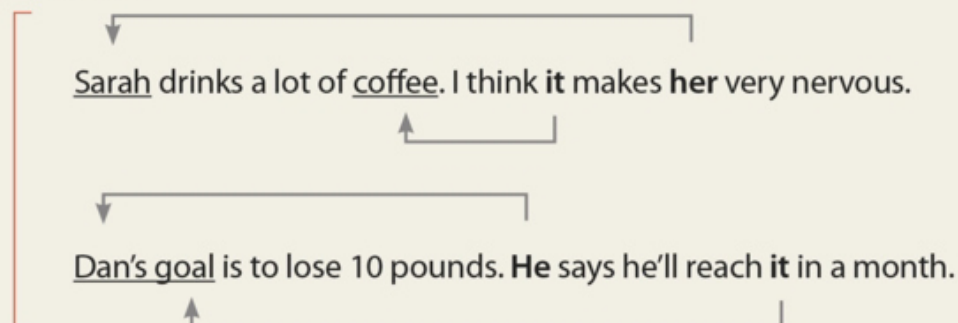 Sarah drinks a lot of coffee. I think it makes her very nervous.
Dan's goal is to lose 10 pounds. He says he'll reach it in a month.